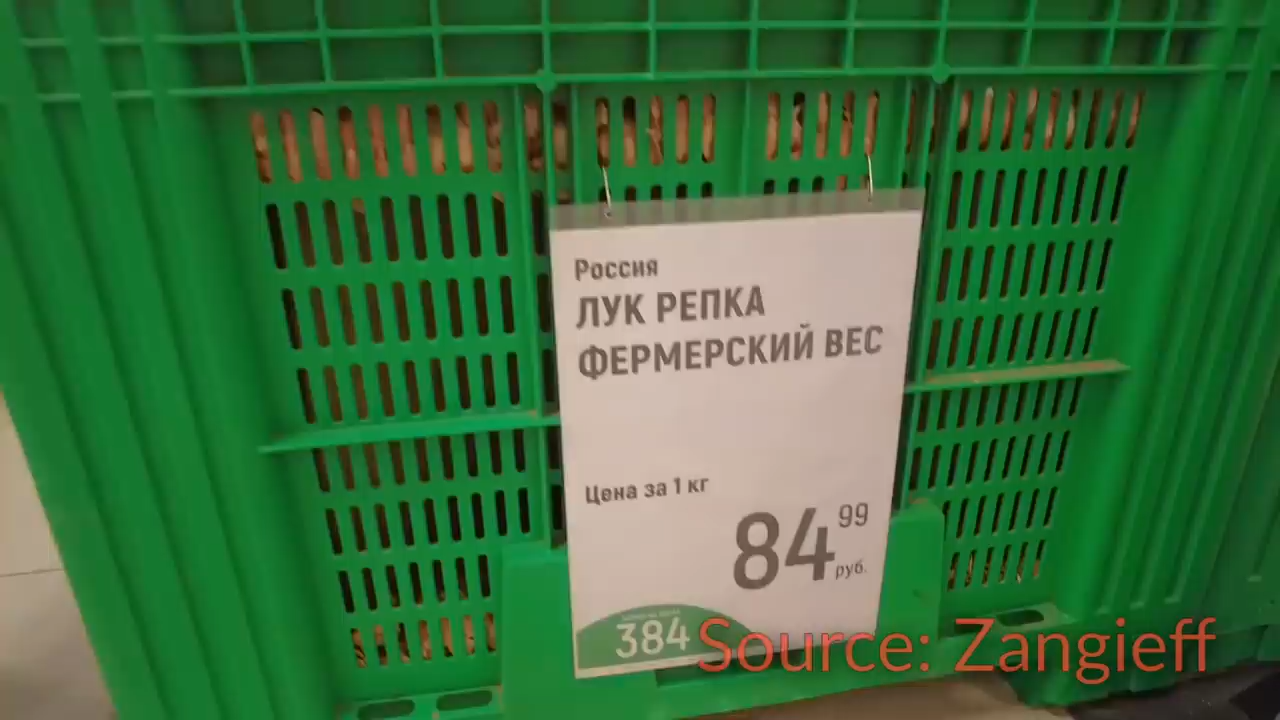 Россия
ЛУК РЕПКА
ФЕРМЕРСКИЙ ВЕС
Цена за 1 кг
84 99
руб.
384
Source: Zangieff